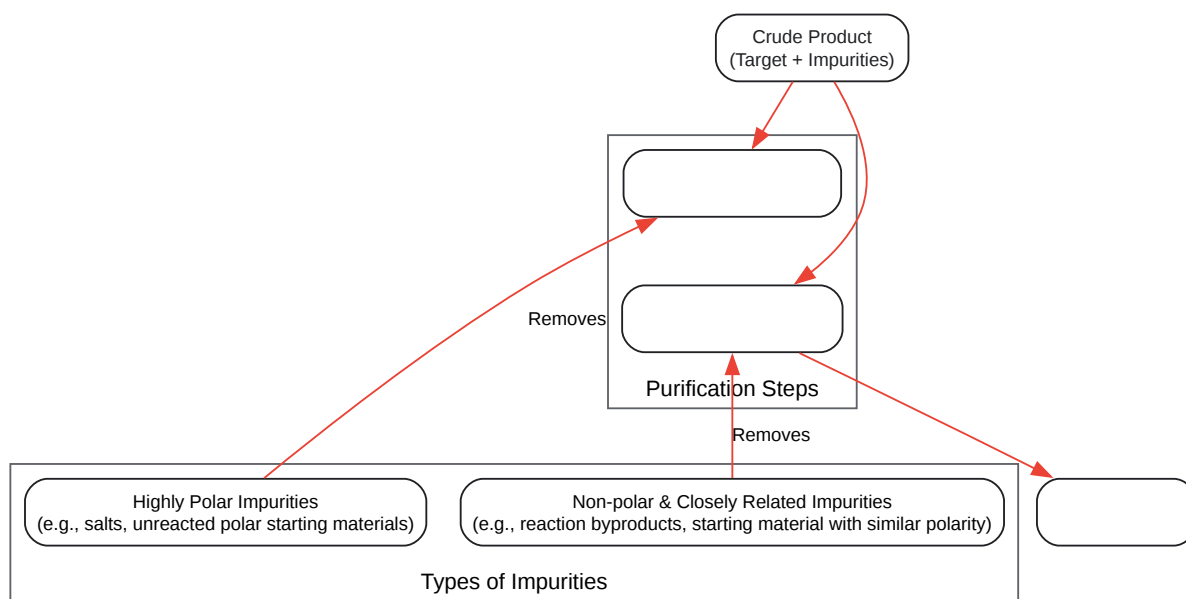 Crude Product
(Target + Impurities)
Removes
Purification Steps
Removes
Highly Polar Impurities
(e.g., salts, unreacted polar starting materials)
Non-polar & Closely Related Impurities
(e.g., reaction byproducts, starting material with similar polarity)
Types of Impurities